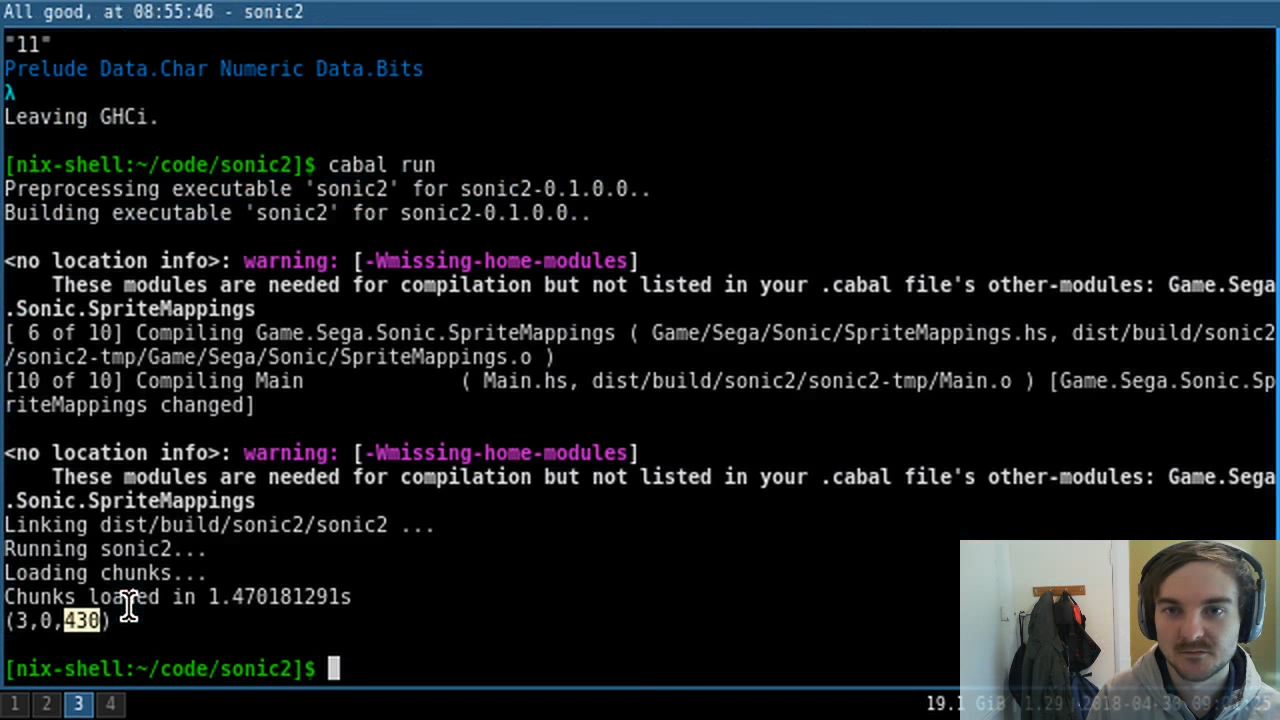 All good, at 08:55:46 - sonic2
"11"
Prelude Data.Char Numeric Data.Bits
λ
Leaving GHCi.
[nix-shell:~/code/sonic2]$ cabal run
Preprocessing executable 'sonic2' for sonic2-0.1.0.0..
Building executable 'sonic2' for sonic2-0.1.0.0..
<no location info>: warning: [-Wmissing-home-modules]
    These modules are needed for compilation but not listed in your .cabal file's other-modules: Game.Sega
.Sonic.SpriteMappings
[ 6 of 10] Compiling Game.Sega.Sonic.SpriteMappings ( Game/Sega/Sonic/SpriteMappings.hs, dist/build/sonic2
/sonic2-tmp/Game/Sega/Sonic/SpriteMappings.o )
[10 of 10] Compiling Main             ( Main.hs, dist/build/sonic2/sonic2-tmp/Main.o ) [Game.Sega.Sonic.Sp
riteMappings changed]
<no location info>: warning: [-Wmissing-home-modules]
    These modules are needed for compilation but not listed in your .cabal file's other-modules: Game.Sega
.Sonic.SpriteMappings
Linking dist/build/sonic2/sonic2 ...
Running sonic2...
Loading chunks...
Chunks loaded in 1.470181291s
(3,0,430)
[nix-shell:~/code/sonic2]$
1 2 3 4
19.1 GiB | 1.29 |